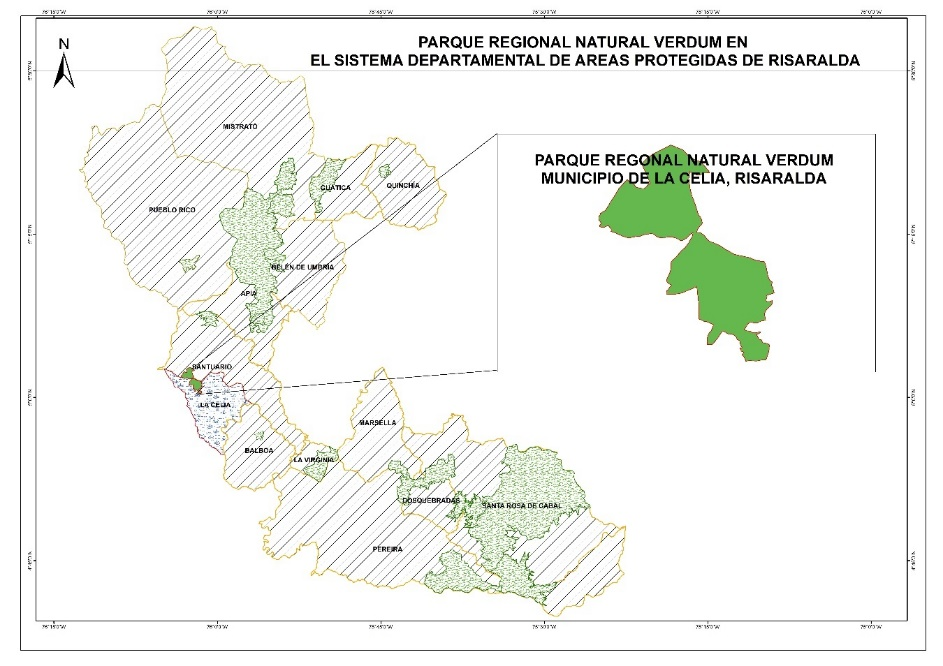 PARQUE REGIONAL NATURAL VERDUM EN
EL SISTEMA DEPARTAMENTAL DE AREAS PROTEGIDAS DE RISARALDA
N
PARQUE REGONAL NATURAL VERDUM
MUNICIPIO DE LA CELIA, RISARALDA
MISTRATÓ
GUÁTICA
QUINCHÍA
PUEBLO RICO
BELÉN DE UMBRÍA
APÍA
SANTUARIO
LA CELIA
MARSELLA
BALBOA
LA VIRGINIA
DOSQUEBRADAS
SANTA ROSA DE CABAL
PEREIRA